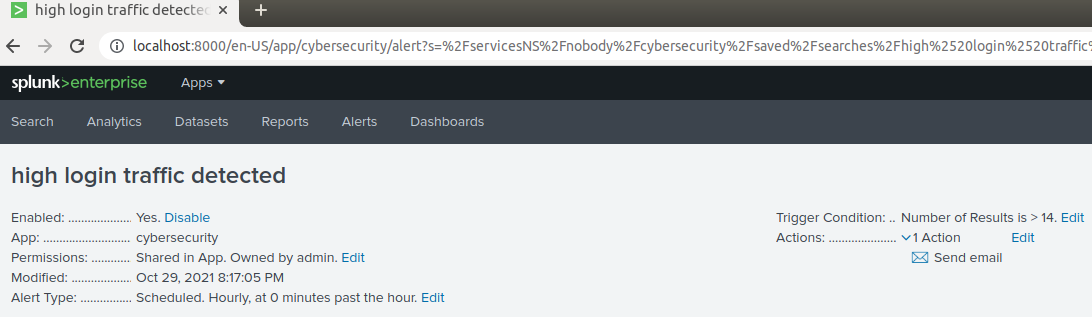 high login traffic detected
localhost:8000/en-US/app/cybersecurity/alert?s=%2FservicesNS%2Fnobody%2Fcybersecurity%2Fsaved%2Fsearches%2Fhigh%2520login%2520traffic%
splunk>enterprise Apps
Search Analytics Datasets Reports Alerts Dashboards
high login traffic detected
Enabled: ................... Yes. Disable
App: ........................... cybersecurity
Permissions: ............ Shared in App. Owned by admin. Edit
Modified: ................... Oct 29, 2021 8:17:05 PM
Alert Type: ................ Scheduled. Hourly, at 0 minutes past the hour. Edit
Trigger Condition: .. Number of Results is > 14. Edit
Actions: ..................... 1 Action Edit
Send email